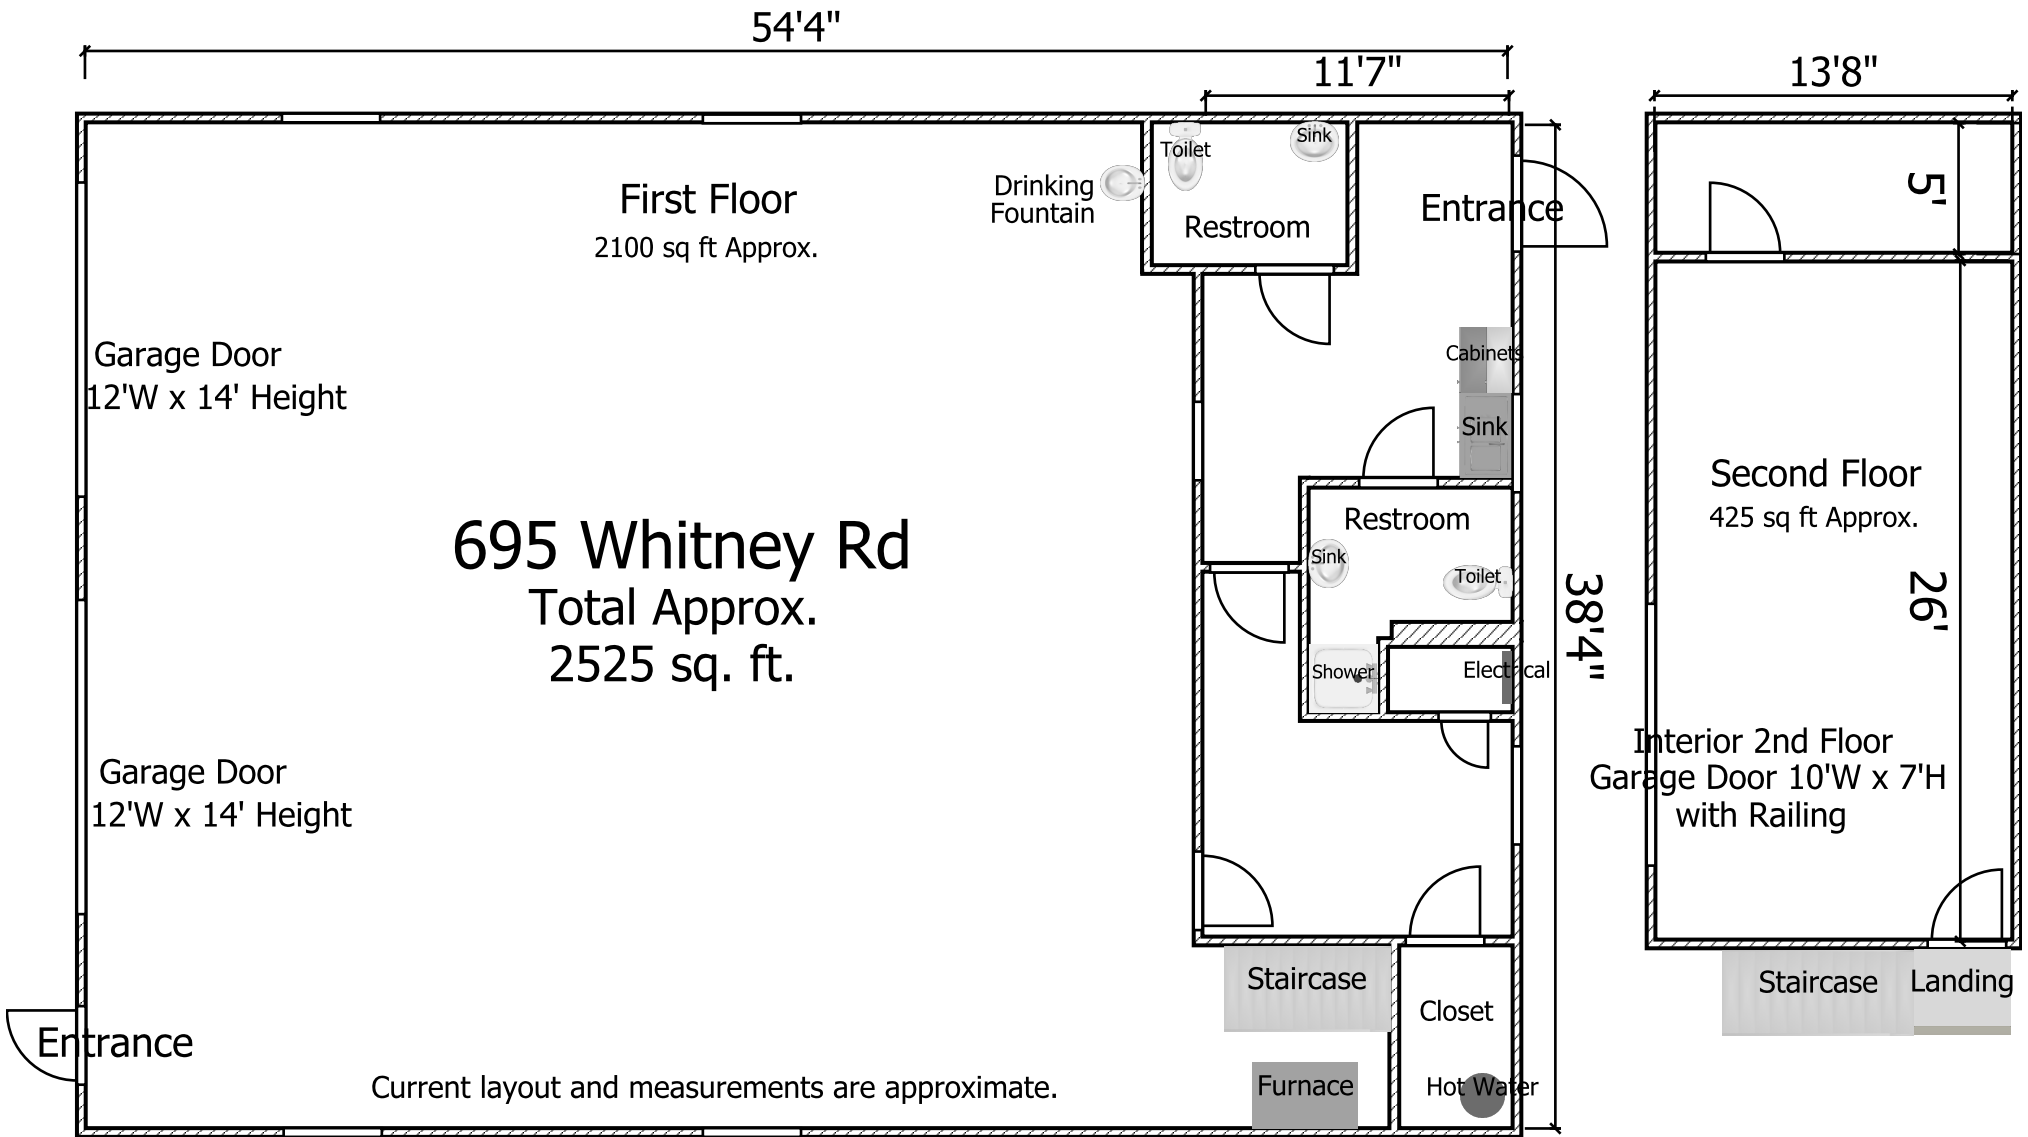 54'4"
11'7"
13'8"
Toilet
Sink
Drinking
Fountain
Restroom
First Floor
2100 sq ft Approx.
Entrance
5'
Garage Door
12'W x 14' Height
Cabinets
Sink
Second Floor
425 sq ft Approx.
695 Whitney Rd
Total Approx.
2525 sq. ft.
Restroom
Sink
Toilet
38'4"
26'
Shower
Electrical
Garage Door
12'W x 14' Height
Interior 2nd Floor
Garage Door 10'W x 7'H
with Railing
Staircase
Closet
Staircase
Landing
Entrance
Current layout and measurements are approximate.
Furnace
Hot Water